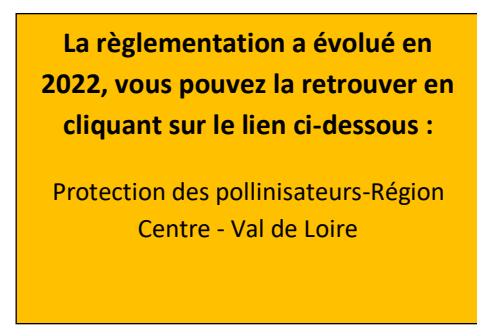 La règlementation a évolué en
2022, vous pouvez la retrouver en
cliquant sur le lien ci-dessous :
Protection des pollinisateurs-Région
Centre - Val de Loire